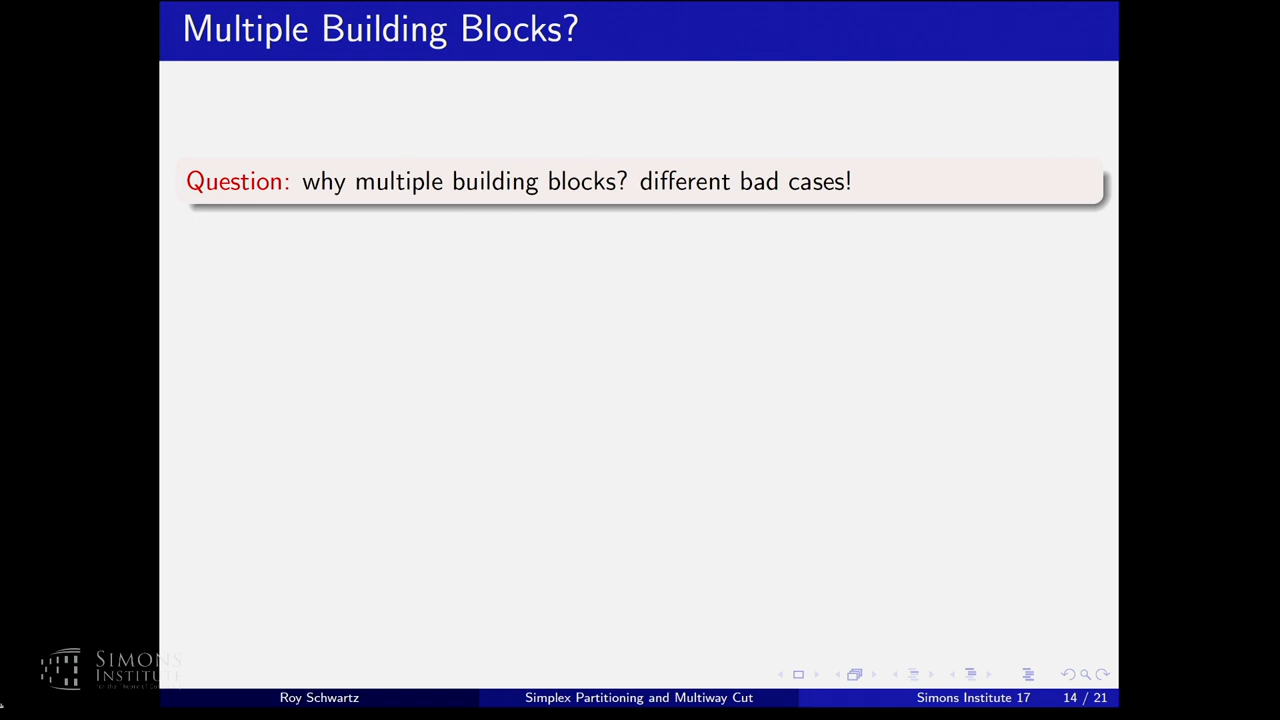 Multiple Building Blocks?
Question: why multiple building blocks? different bad cases!
SIMONS
INSTITUTE
Roy Schwartz
Simplex Partitioning and Multiway Cut
Simons Institute 17
14 / 21